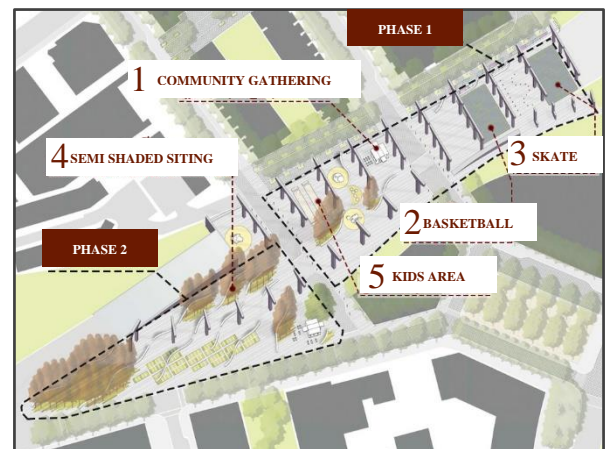 PHASE 1
1 COMMUNITY GATHERING
4 SEMI SHADED SITING
3 SKATE
2 BASKETBALL
PHASE 2
5 KIDS AREA